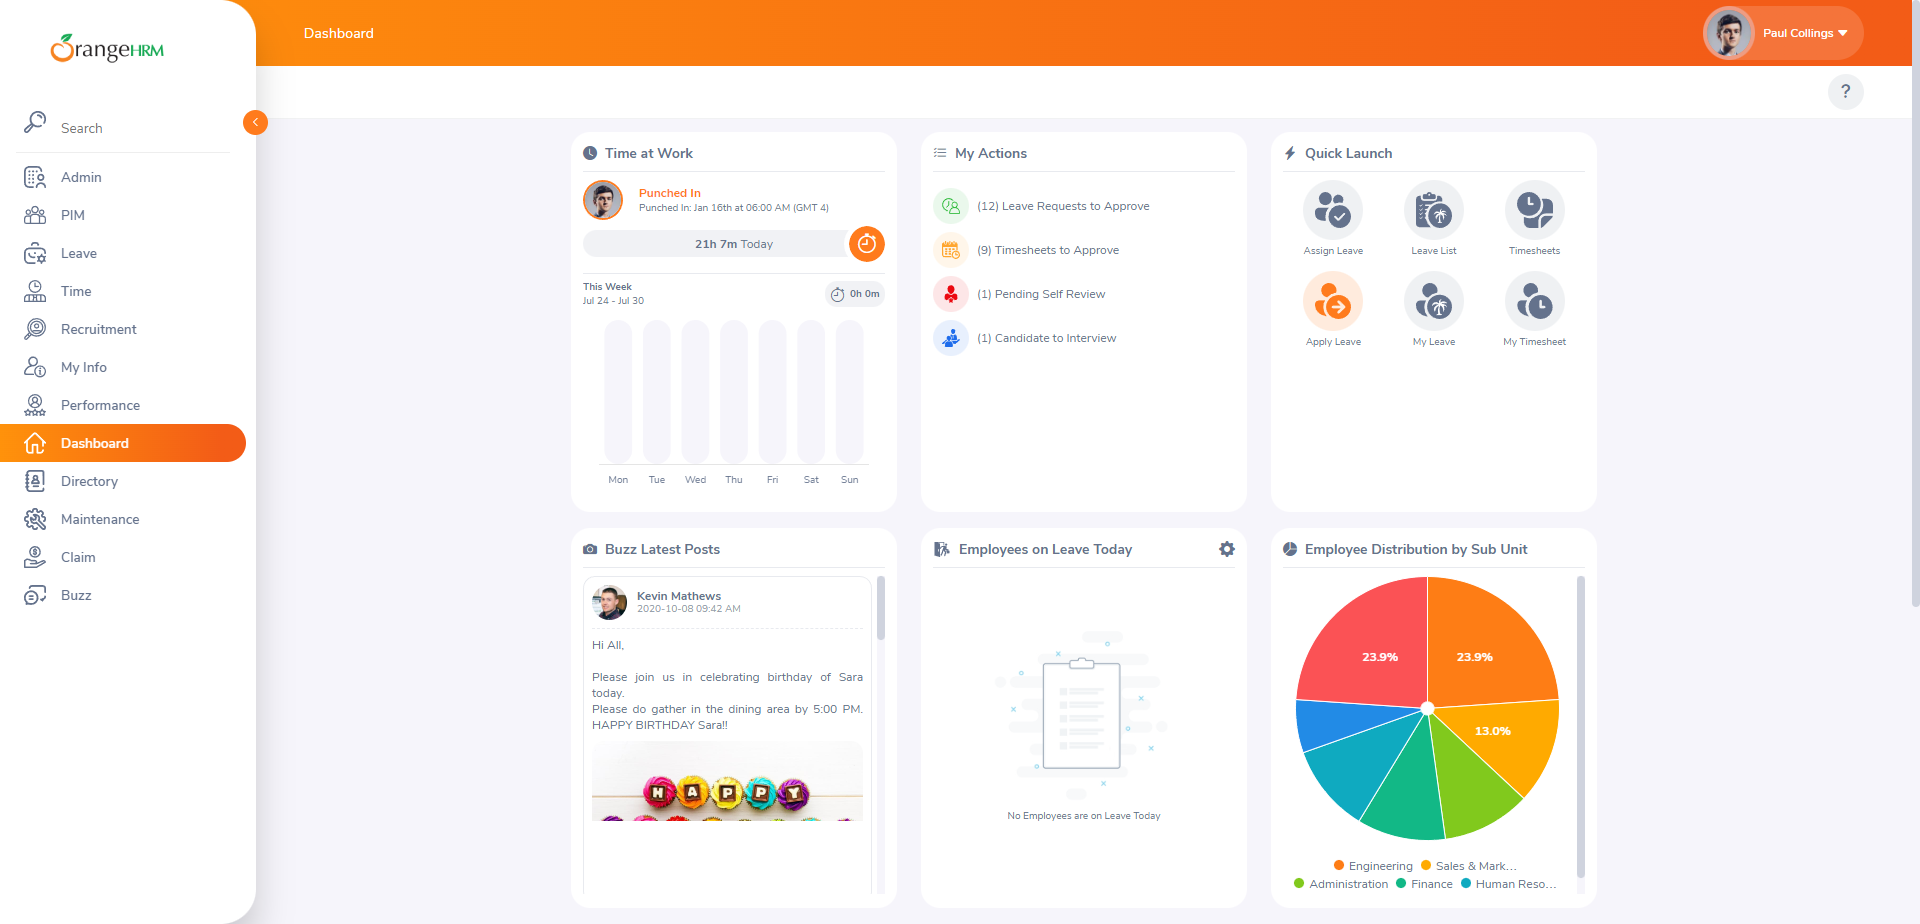 OrangeHRM
Search
Admin
PIM
Leave
Time
Recruitment
My Info
Performance
Dashboard
Directory
Maintenance
Claim
Buzz
Dashboard
Paul Collings
?
Time at Work
Punched In
Punched In: Jan 16th at 06:00 AM (GMT 4)
21h 7m Today
This Week
Jul 24 - Jul 30
0h 0m
Mon Tue Wed Thu Fri Sat Sun
My Actions
(12) Leave Requests to Approve
(9) Timesheets to Approve
(1) Pending Self Review
(1) Candidate to Interview
Quick Launch
Assign Leave Leave List Timesheets
Apply Leave My Leave My Timesheet
Buzz Latest Posts
Kevin Mathews
2020-10-08 09:42 AM
Hi All,
Please join us in celebrating birthday of Sara
today.
Please do gather in the dining area by 5:00 PM.
HAPPY BIRTHDAY Sara!!
HAPPY
Employees on Leave Today
No Employees are on Leave Today
Employee Distribution by Sub Unit
23.9% 23.9%
13.0%
Engineering Sales & Mark...
Administration Finance Human Reso...